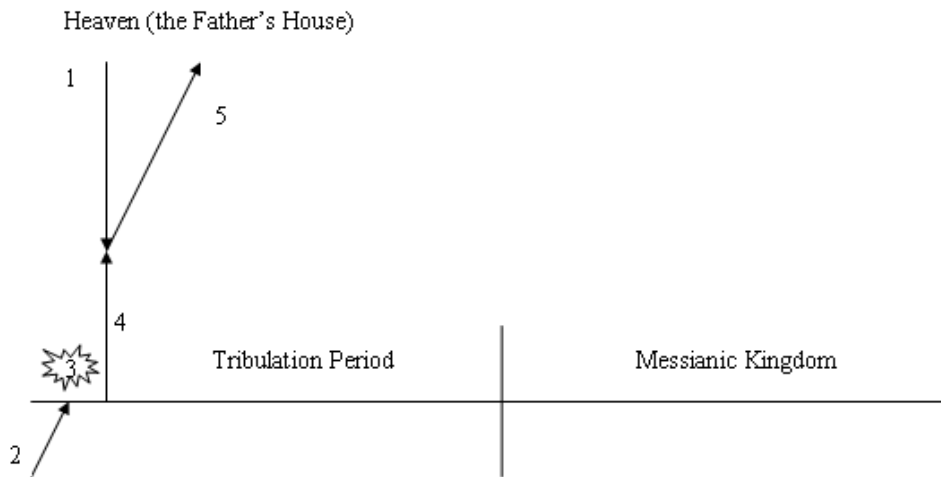 Heaven (the Father's House)
1
5
4
3
Tribulation Period
Messianic Kingdom
2